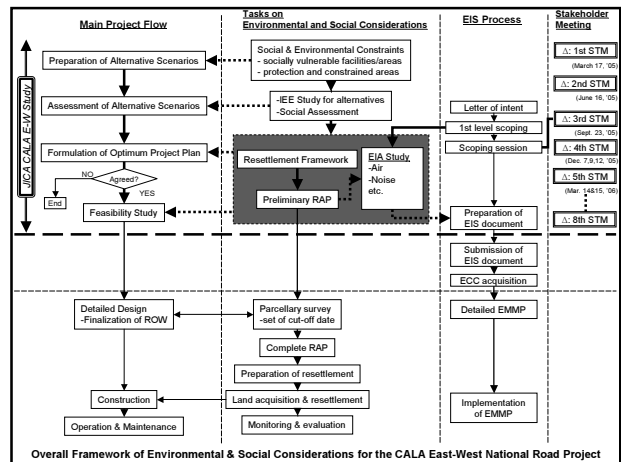 Main Project Flow
Tasks on
Environmental and Social Considerations
EIS Process
Stakeholder
Meeting
JICA CALA E-W Study
Preparation of Alternative Scenarios
Assessment of Alternative Scenarios
Formulation of Optimum Project Plan
NO
Agreed?
YES
End
Feasibility Study
Detailed Design
-Finalization of ROW
Construction
Operation & Maintenance
Social & Environmental Constraints
- socially vulnerable facilities/areas
- protection and constrained areas
-IEE Study for alternatives
-Social Assessment
Resettlement Framework
Preliminary RAP
EIA Study
-Air
-Noise
etc.
Parcellary survey
-set of cut-off date
Complete RAP
Preparation of resettlement
Land acquisition & resettlement
Monitoring & evaluation
Letter of intent
1st level scoping
Scoping session
Preparation of
EIS document
Submission of
EIS document
ECC acquisition
Detailed EMMP
Implementation
of EMMP
Δ: 1st STM
(March 17, '05)
Δ: 2nd STM
(June 16, '05)
Δ: 3rd STM
(Sept. 23, '05)
Δ: 4th STM
(Dec. 7,9,12, '05)
Δ: 5th STM
(Mar. 14&15, '06)
Δ: 8th STM
Overall Framework of Environmental & Social Considerations for the CALA East-West National Road Project